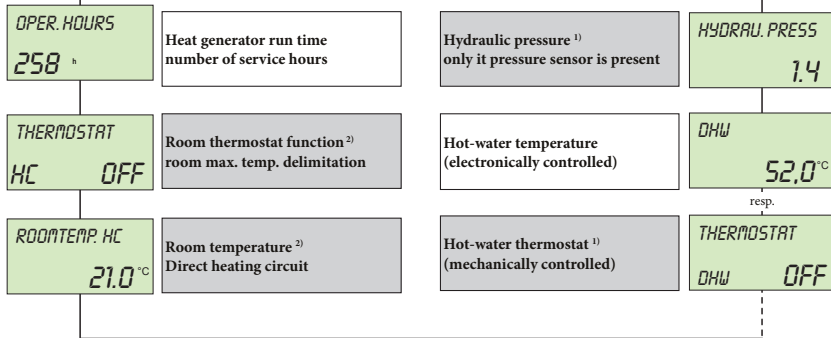 OPER. HOURS
258 h
Heat generator run time
number of service hours
THERMOSTAT
HC OFF
Room thermostat function 2)
room max. temp. delimitation
ROOMTEMP. HC
21.0 °C
Room temperature 2)
Direct heating circuit
Hydraulic pressure 1)
only it pressure sensor is present
HYDRAU. PRESS
1.4
Hot-water temperature
(electronically controlled)
DHW
52,0 °C
resp.
Hot-water thermostat 1)
(mechanically controlled)
THERMOSTAT
DHW OFF